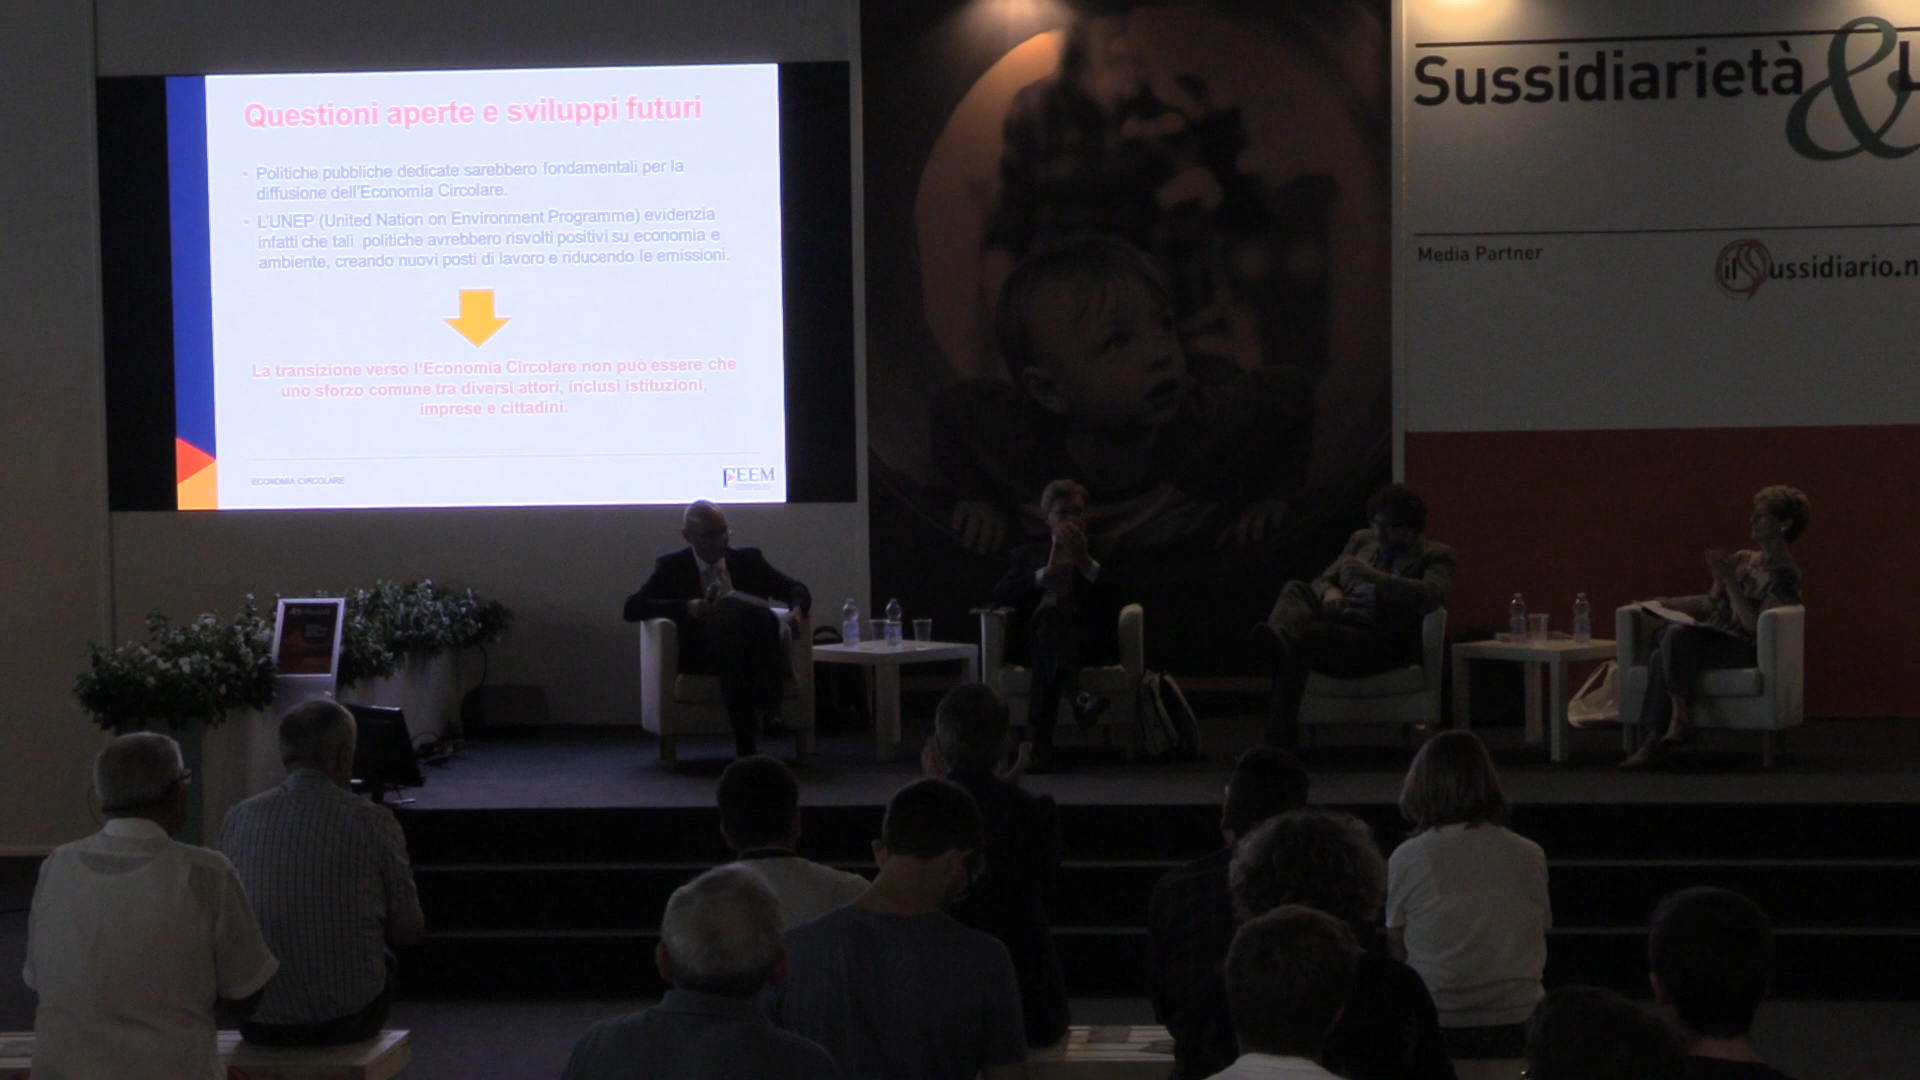 Questioni aperte e sviluppi futuri
Politiche pubbliche dedicate sarebbero fondamentali per la
diffusione dell'Economia Circolare.
L'UNEP (United Nation on Environment Programme) evidenzia
infatti che tali politiche avrebbero risvolti positivi su economia e
ambiente, creando nuovi posti di lavoro e riducendo le emissioni.
La transizione verso l'Economia Circolare non può essere che
uno sforzo comune tra diversi attori, inclusi istituzioni,
imprese e cittadini.
ECONOMIA CIRCOLARE
FEEM
Sussidiarietà & L
Media Partner
ilSussidiario.n